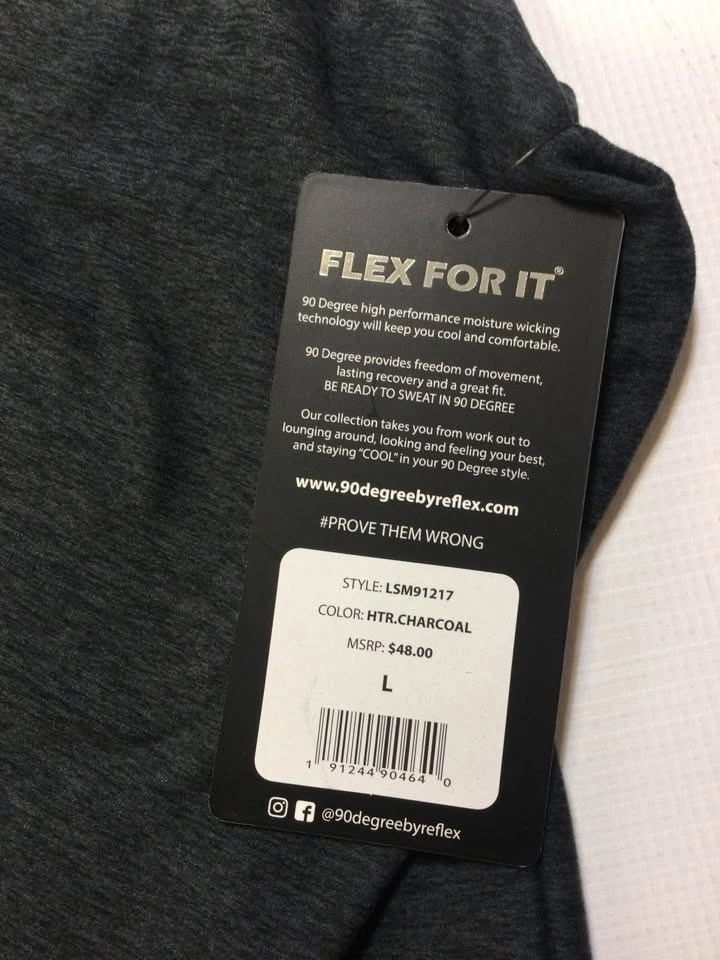 FLEX FOR IT®
90 Degree high performance moisture wicking
technology will keep you cool and comfortable.
90 Degree provides freedom of movement,
lasting recovery and a great fit.
BE READY TO SWEAT IN 90 DEGREE
Our collection takes you from work out to
lounging around, looking and feeling your best,
and staying "COOL" in your 90 Degree style.
www.90degreebyreflex.com
#PROVE THEM WRONG
STYLE: LSM91217
COLOR: HTR.CHARCOAL
MSRP: $48.00
L
1 91244 90464 0
@90degreebyreflex